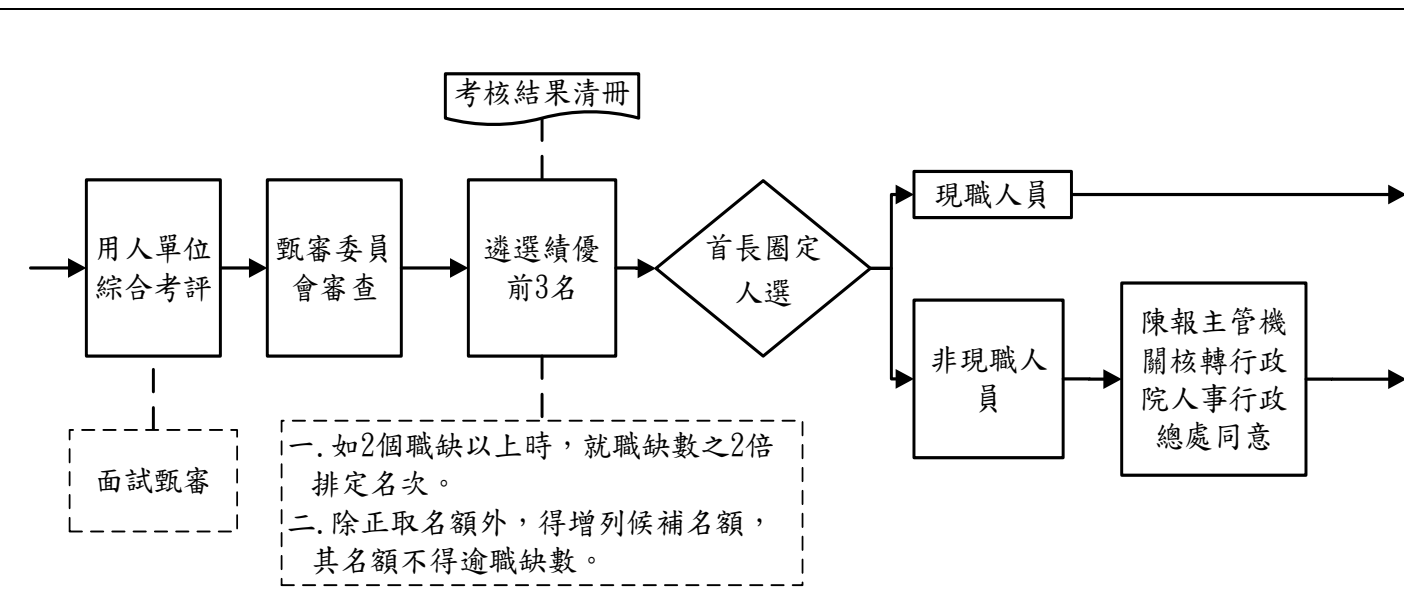 考核結果清冊
用人單位
綜合考評
甄審委員
會審查
遴選績優
前3名
首長圈定
人選
現職人員
非現職人
員
陳報主管機
關核轉行政
院人事行政
總處同意
面試甄審
一.如2個職缺以上時，就職缺數之2倍
排定名次。
二.除正取名額外，得增列候補名額，
其名額不得逾職缺數。